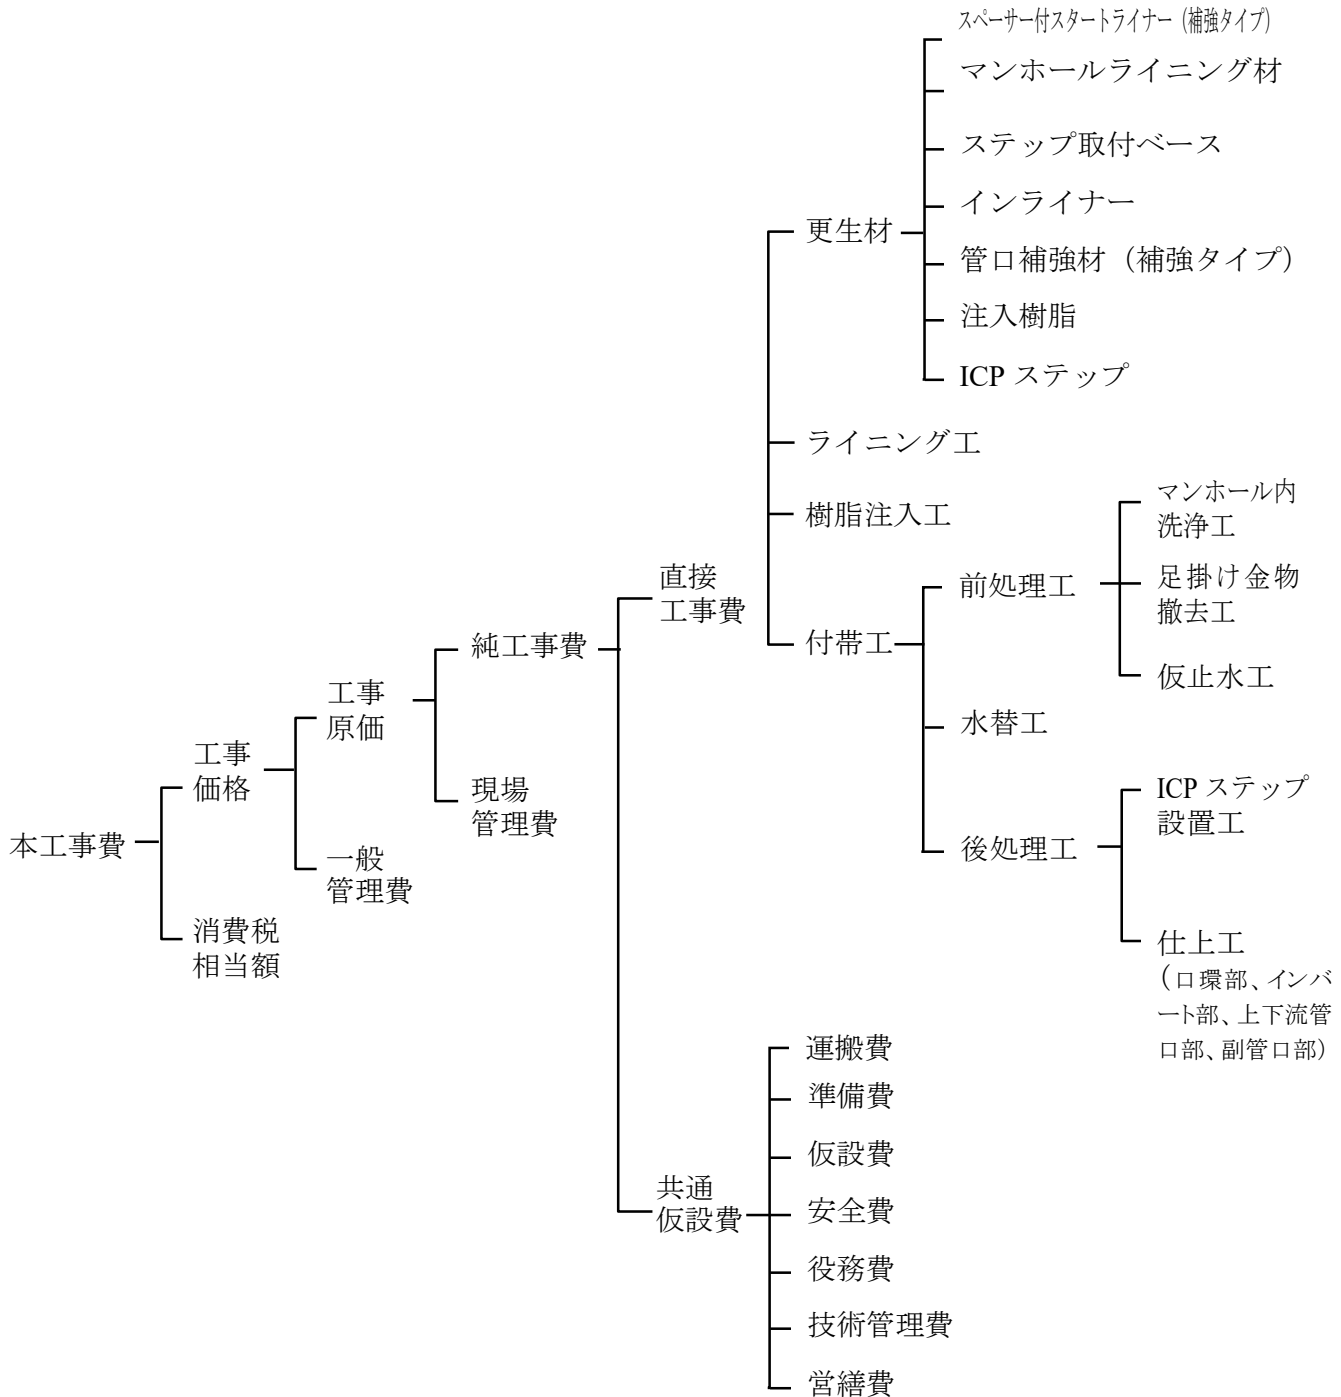 スペーサー付スタートライナー（補強タイプ）
マンホールライニング材
ステップ取付ベース
インライナー
更生材
管口補強材（補強タイプ）
注入樹脂
ICP ステップ
ライニング工
樹脂注入工
マンホール内
洗浄工
直接
工事費
前処理工
足掛け金物
撤去工
付帯工
純工事費
仮止水工
工事
原価
水替工
工事
価格
現場
管理費
ICP ステップ
設置工
本工事費
後処理工
一般
管理費
消費税
相当額
仕上工
（口環部、インバ
ート部、上下流管
口部、副管口部）
運搬費
準備費
仮設費
共通
仮設費
安全費
役務費
技術管理費
営繕費